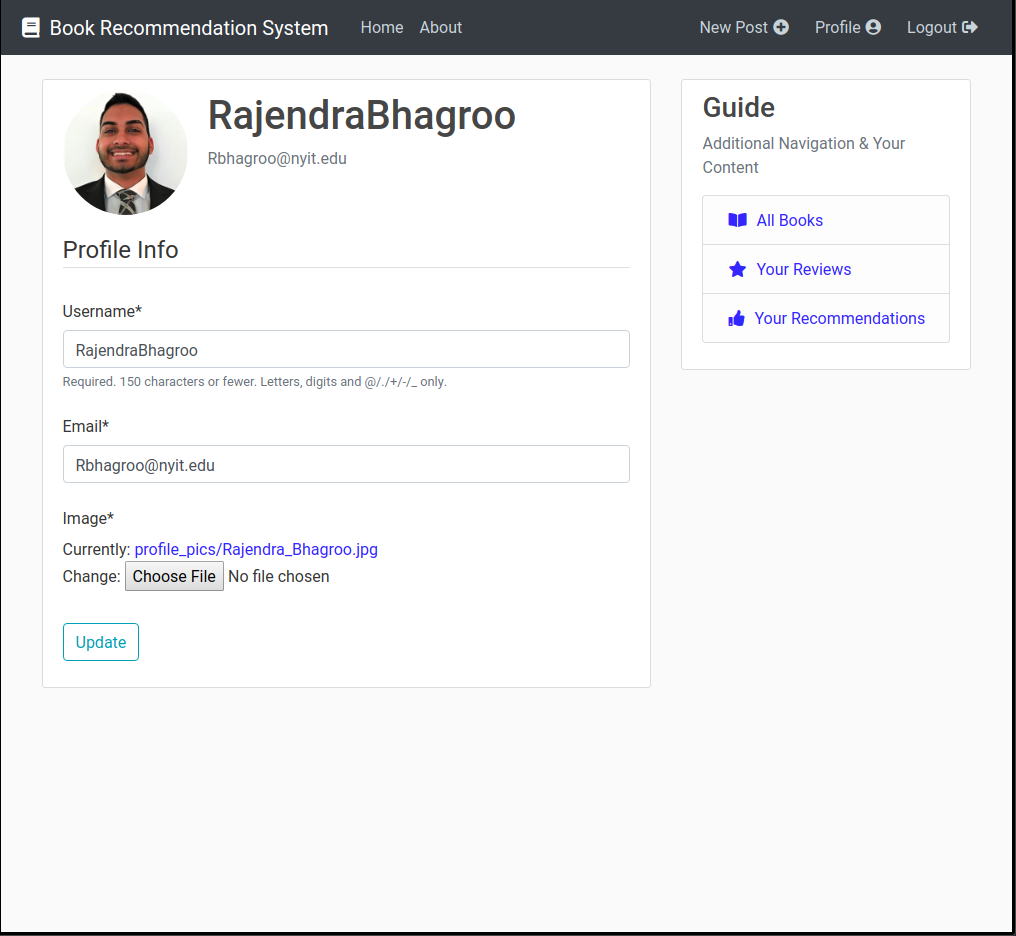 Book Recommendation System Home About New Post Profile Logout
RajendraBhagroo
Rbhagroo@nyit.edu
Profile Info
Username*
RajendraBhagroo
Required. 150 characters or fewer. Letters, digits and @/./+/-/_ only.
Email*
Rbhagroo@nyit.edu
Image*
Currently: profile_pics/Rajendra_Bhagroo.jpg
Change: Choose File No file chosen
Update
Guide
Additional Navigation & Your
Content
All Books
Your Reviews
Your Recommendations